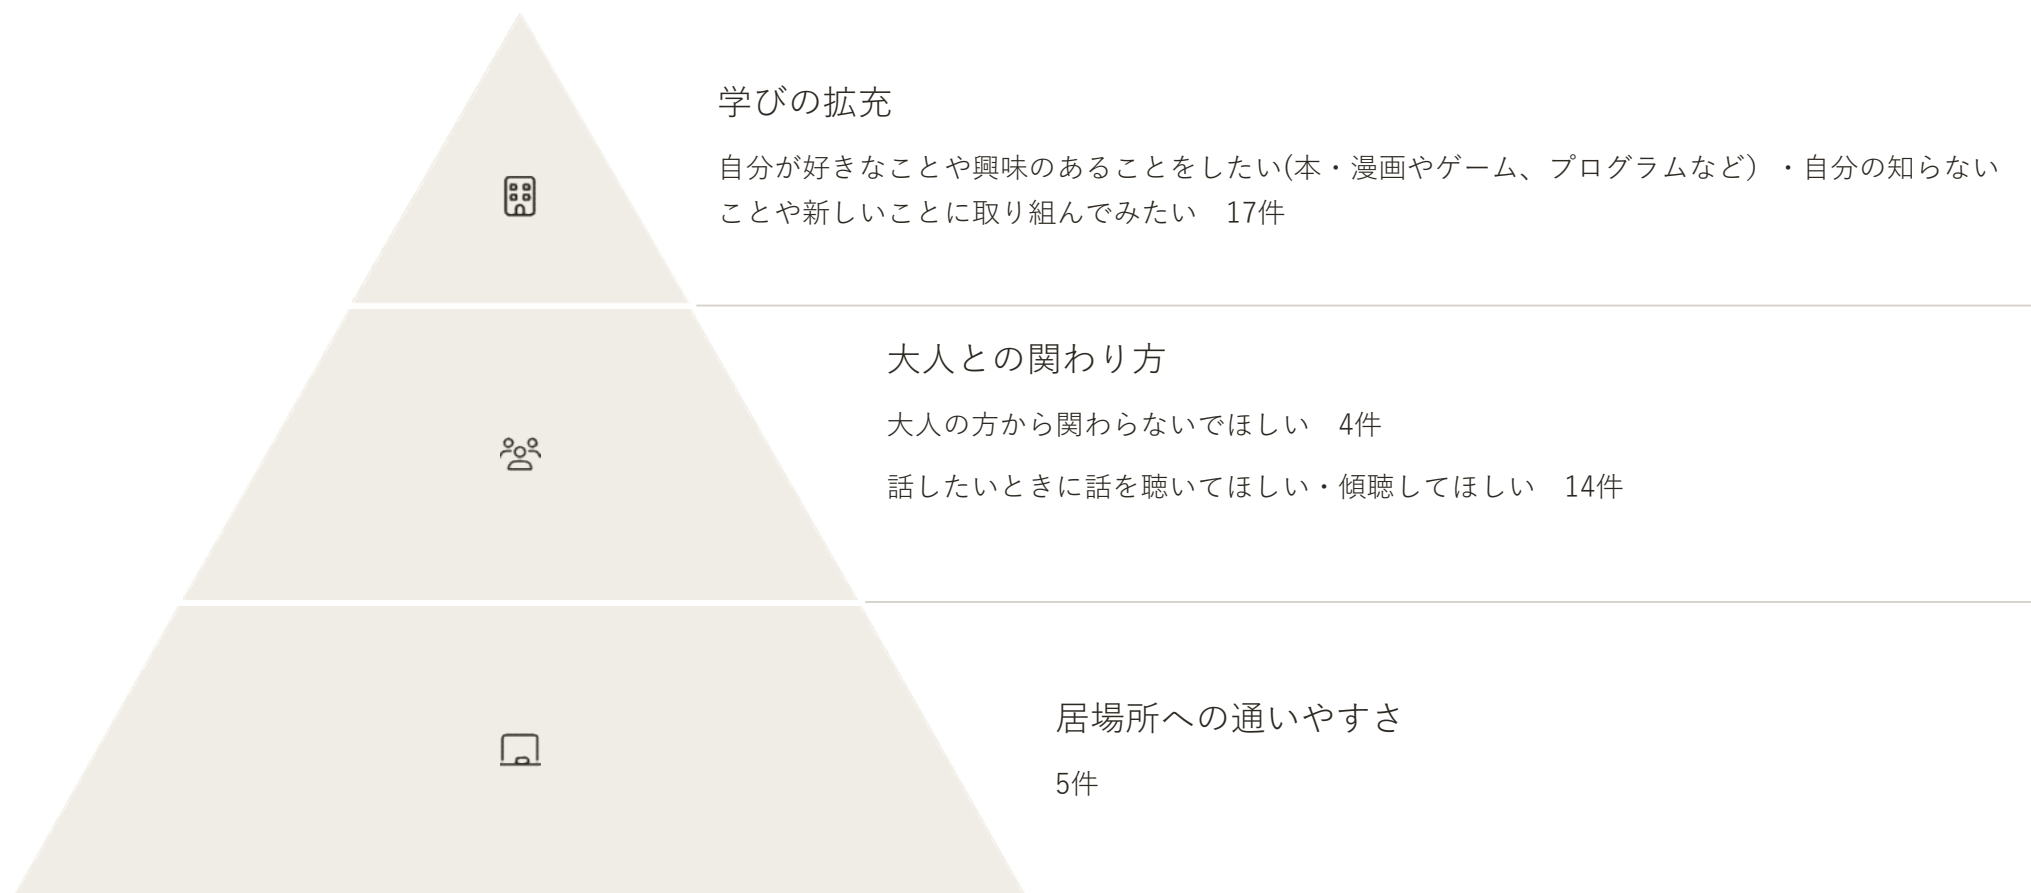 学びの拡充
自分が好きなことや興味のあることをしたい(本・漫画やゲーム、プログラムなど）・自分の知らない
ことや新しいことに取り組んでみたい　17件
大人との関わり方
大人の方から関わらないでほしい　4件
話したいときに話を聴いてほしい・傾聴してほしい　14件
居場所への通いやすさ
5件